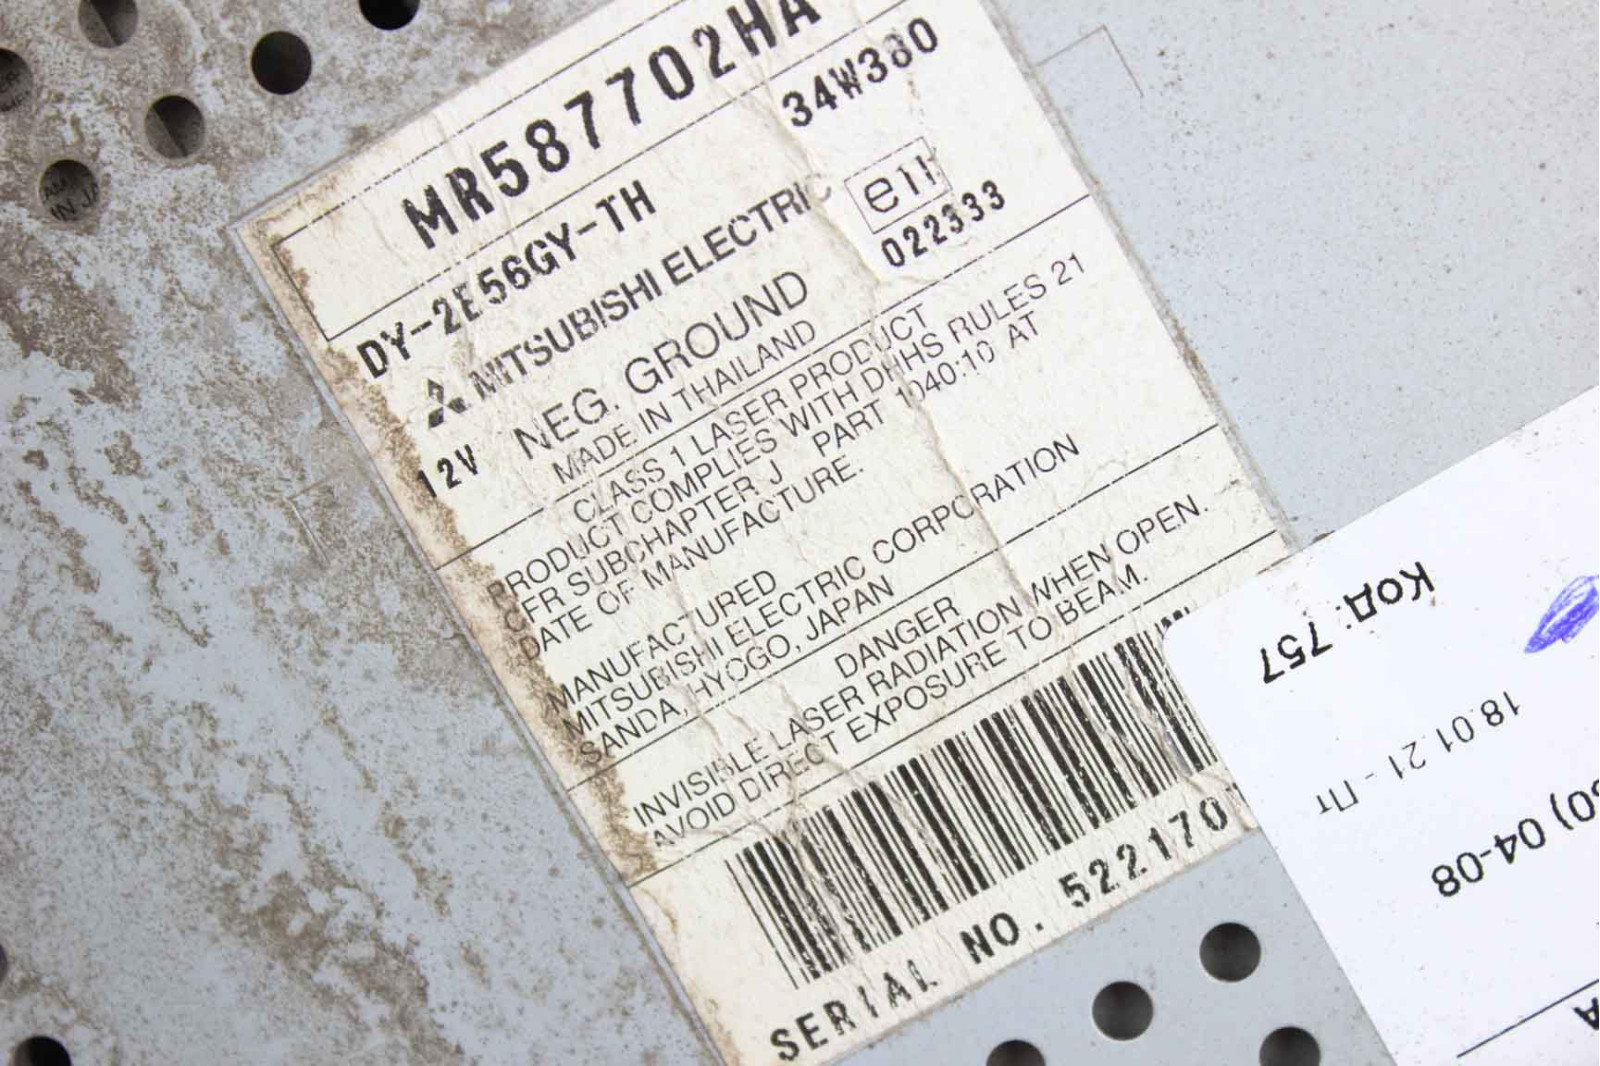 MR587702HA
34W380
DY-2E56GY-TH
MITSUBISHI ELECTRIC
e11
022333
12V NEG. GROUND
MADE IN THAILAND
CLASS 1 LASER PRODUCT
PRODUCT COMPLIES WITH DHHS RULES 21
CFR SUBCHAPTER J PART 1040:10 AT
DATE OF MANUFACTURE.
MANUFACTURED
MITSUBISHI ELECTRIC CORPORATION
SANDA, HYOGO, JAPAN
DANGER
INVISIBLE LASER RADIATION WHEN OPEN.
AVOID DIRECT EXPOSURE TO BEAM.
SERIAL NO. 522170
Код: 757
18.01.21 - Пт
04-08